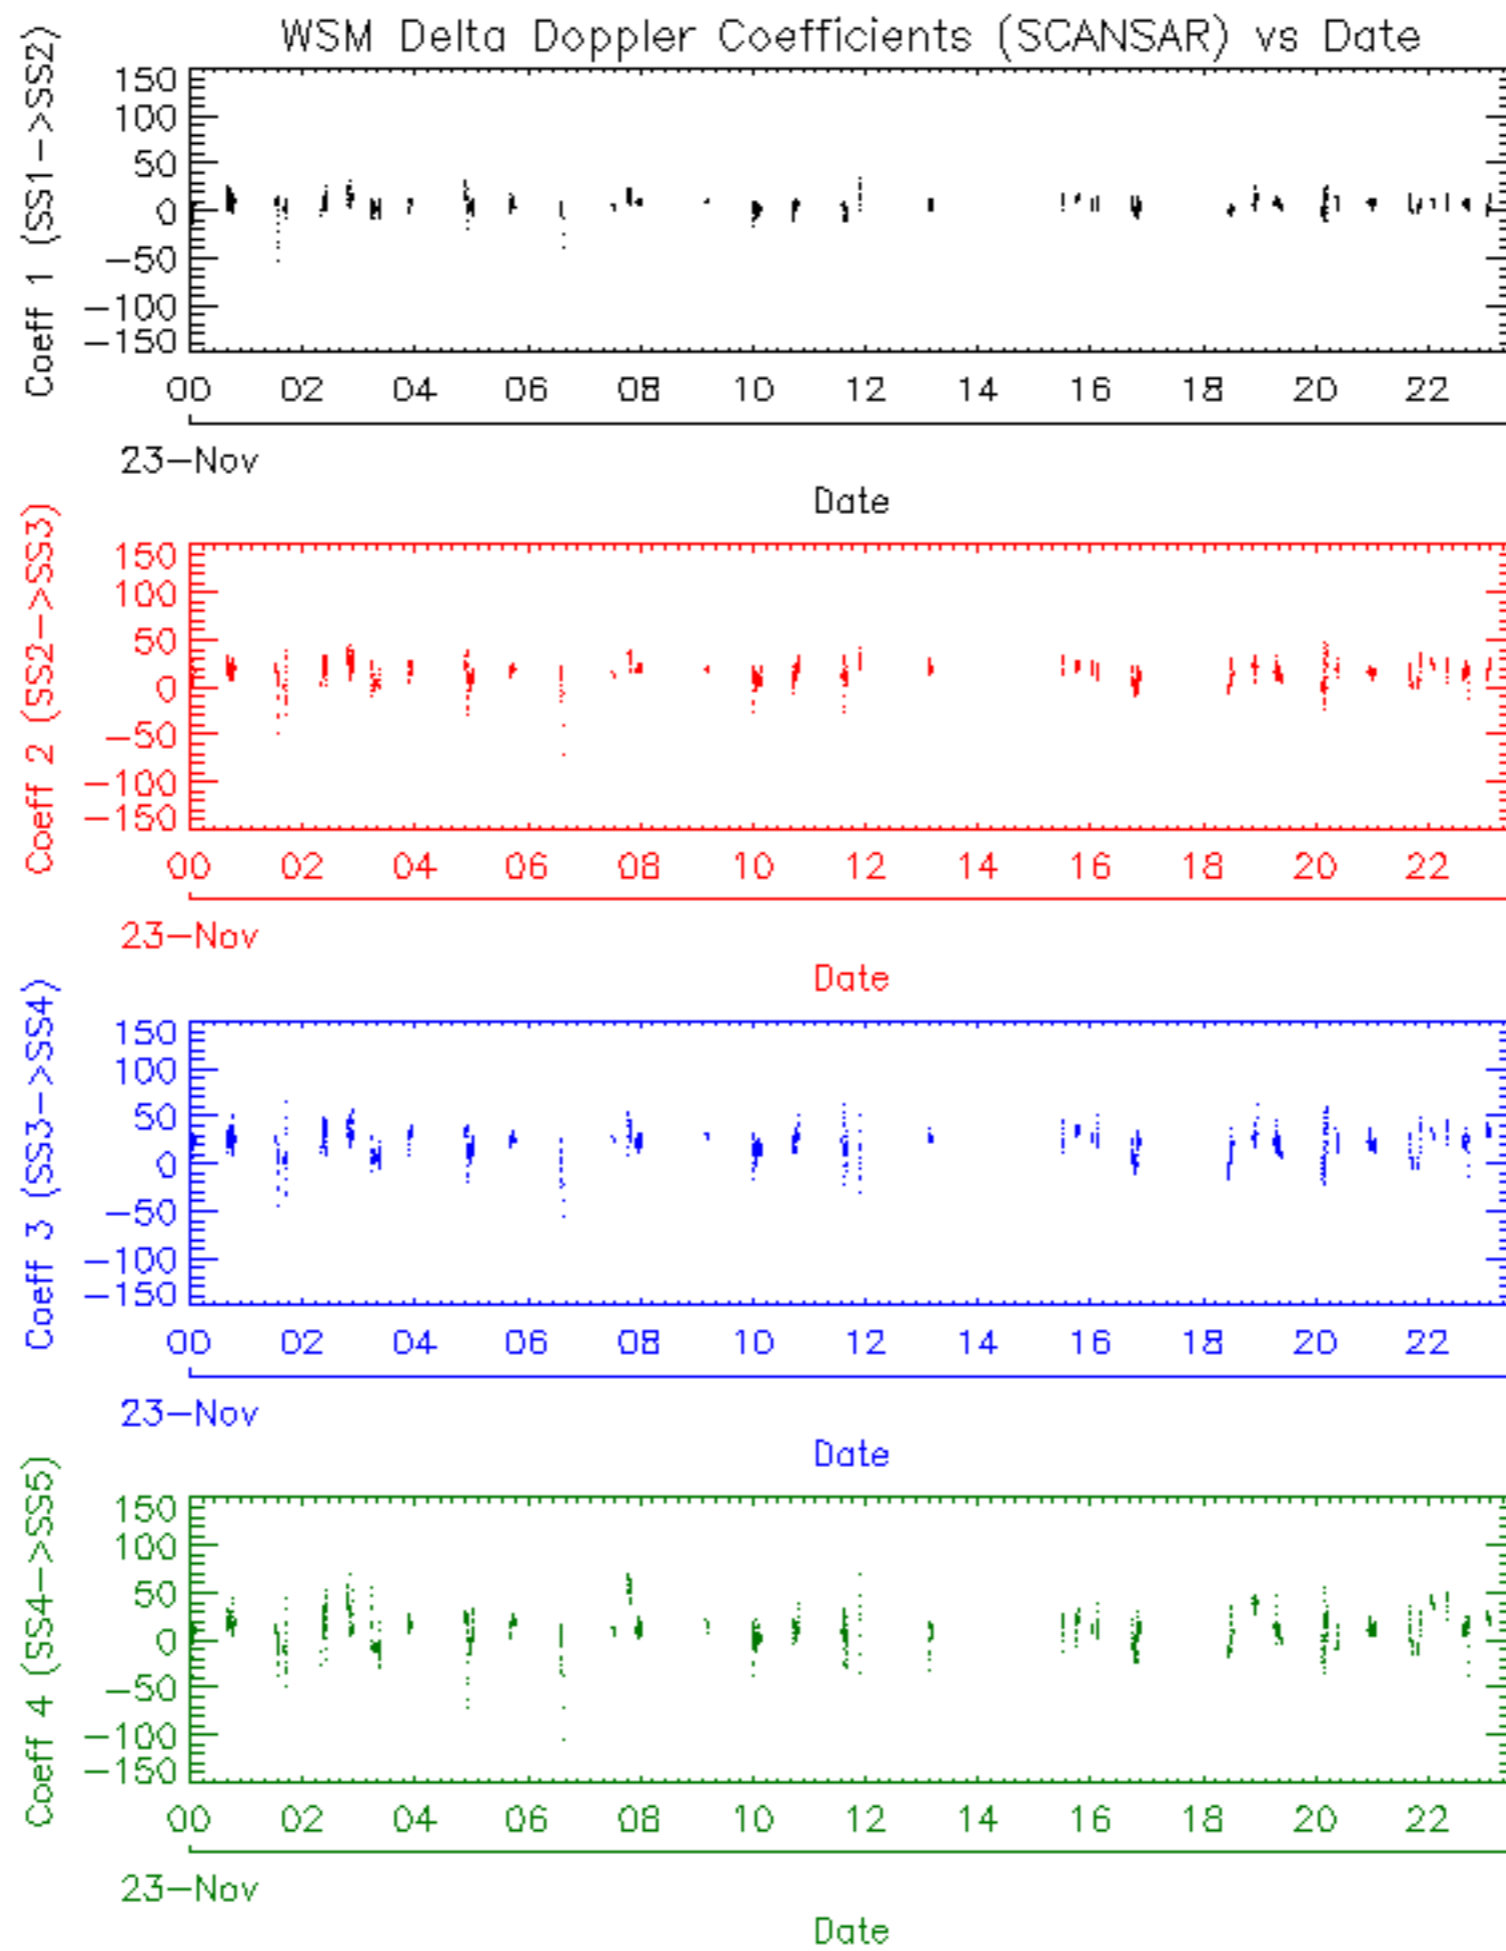 WSM Delta Doppler Coefficients (SCANSAR) vs Date
Coeff 1 (SS1->SS2)
150
100
50
0
-50
-100
-150
00 02 04 06 08 10 12 14 16 18 20 22
23-Nov
Date
Coeff 2 (SS2->SS3)
150
100
50
0
-50
-100
-150
00 02 04 06 08 10 12 14 16 18 20 22
23-Nov
Date
Coeff 3 (SS3->SS4)
150
100
50
0
-50
-100
-150
00 02 04 06 08 10 12 14 16 18 20 22
23-Nov
Date
Coeff 4 (SS4->SS5)
150
100
50
0
-50
-100
-150
00 02 04 06 08 10 12 14 16 18 20 22
23-Nov
Date